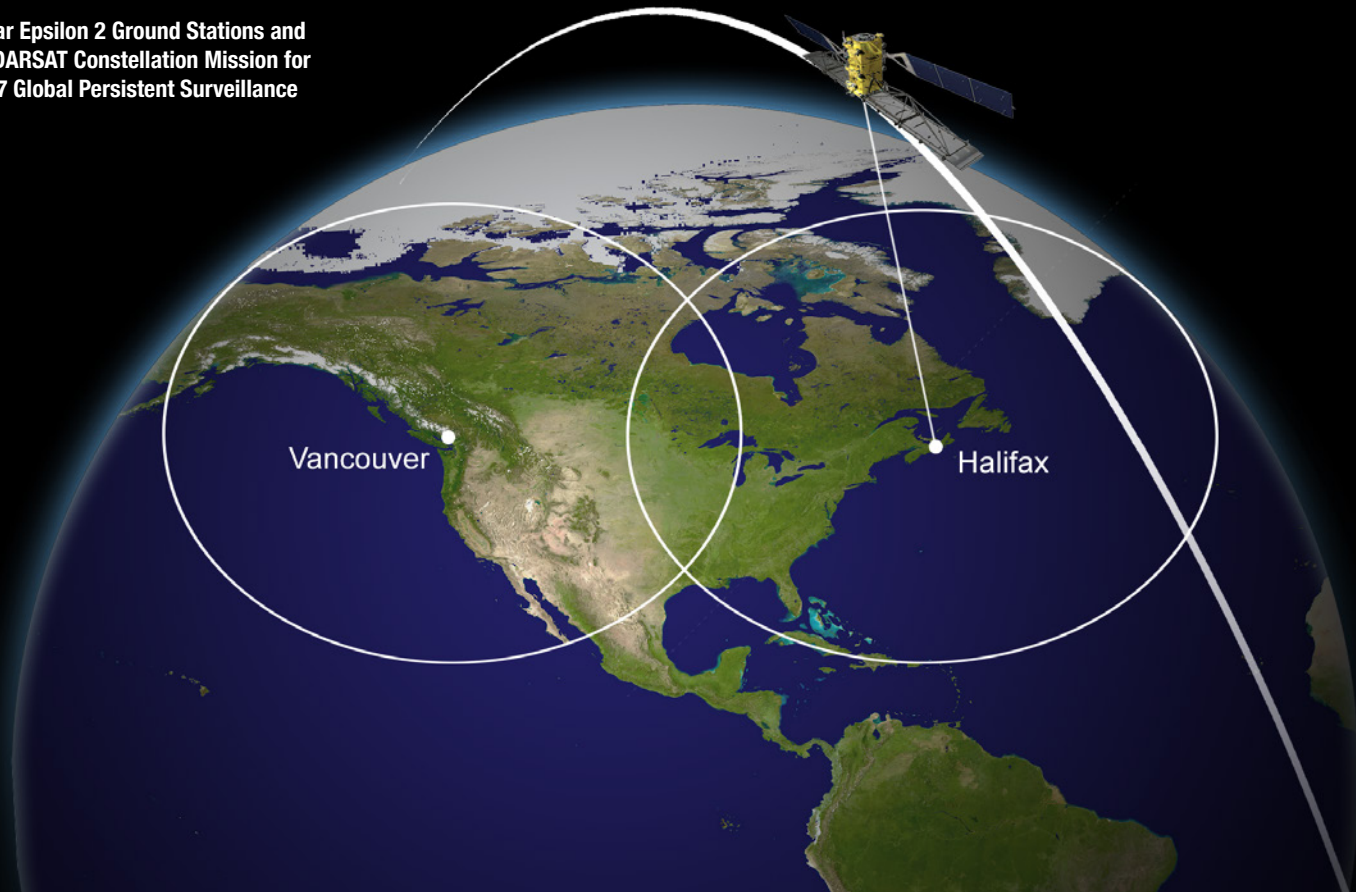 ar Epsilon 2 Ground Stations and
DARSAT Constellation Mission for
7 Global Persistent Surveillance
Vancouver
Halifax